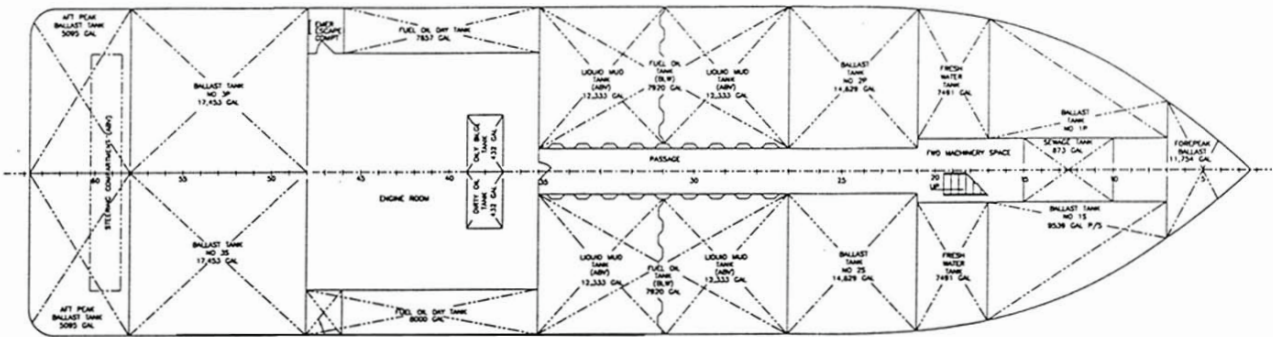 AFT PEAK
BALLAST TANK
5095 GAL
EMER
ESCAPE
COMPT
FUEL OIL DAY TANK
7857 GAL
BALLAST TANK
NO 3P
17,453 GAL
LIQUID MUD
TANK
(ABV)
12,333 GAL
FUEL OIL
TANK
(BLW)
7920 GAL
LIQUID MUD
TANK
(ABV)
12,333 GAL
BALLAST
TANK
NO 2P
14,629 GAL
FRESH
WATER
TANK
7491 GAL
BALLAST
TANK
NO 1P
STEERING COMPARTMENT (ABV)
OILY BILGE
TANK
432 GAL
DIRTY OIL
TANK
432 GAL
ENGINE ROOM
PASSAGE
FWD MACHINERY SPACE
SEWAGE TANK
873 GAL
FOREPEAK
BALLAST
11,754 GAL
20
UP
45
40
35
30
25
15
10
5
BALLAST TANK
NO 3S
17,453 GAL
LIQUID MUD
TANK
(ABV)
12,333 GAL
FUEL OIL
TANK
(BLW)
7920 GAL
LIQUID MUD
TANK
(ABV)
12,333 GAL
BALLAST
TANK
NO 2S
14,629 GAL
FRESH
WATER
TANK
7491 GAL
BALLAST TANK
NO 1S
9539 GAL P/S
AFT PEAK
BALLAST TANK
5095 GAL
FUEL OIL DAY TANK
8000 GAL